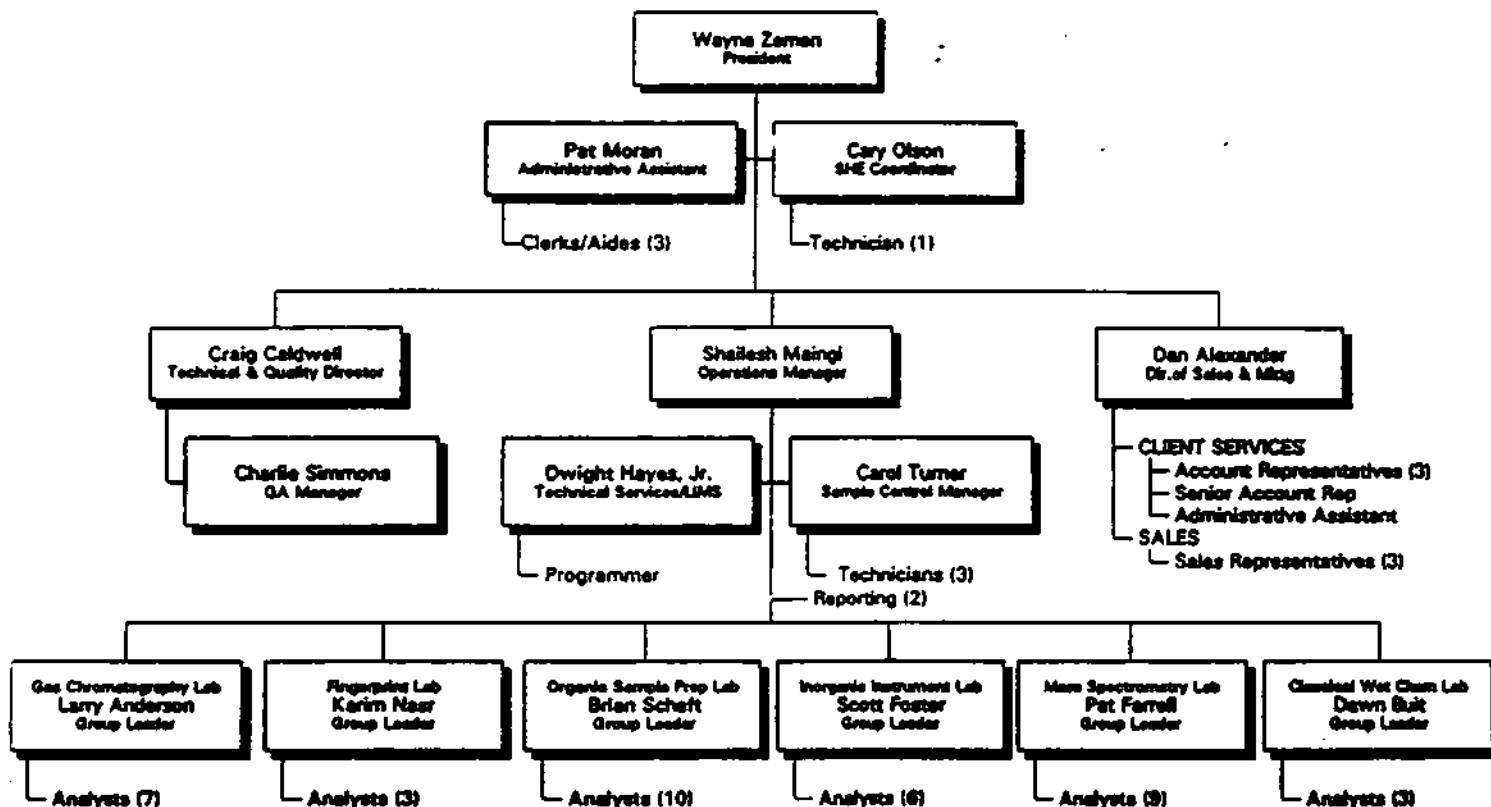 Wayne Zeman
President
Pat Moran
Administrative Assistant
Cary Olson
SHE Coordinator
Clerks/Aides (3)
Technician (1)
Craig Caldwell
Technical & Quality Director
Shailesh Maingi
Operations Manager
Dan Alexander
Dir.of Sales & Mktg
Charlie Simmons
QA Manager
Dwight Hayes, Jr.
Technical Services/LIMS
Carol Turner
Sample Control Manager
CLIENT SERVICES
Account Representatives (3)
Senior Account Rep
Administrative Assistant
SALES
Sales Representatives (3)
Programmer
Technicians (3)
Reporting (2)
Gas Chromatography Lab
Larry Anderson
Group Leader
Fingerprint Lab
Karim Nasr
Group Leader
Organic Sample Prep Lab
Brian Schaft
Group Leader
Inorganic Instrument Lab
Scott Foster
Group Leader
Mass Spectrometry Lab
Pat Farrell
Group Leader
Classical Wet Chem Lab
Dawn Buit
Group Leader
Analysts (7)
Analysts (3)
Analysts (10)
Analysts (6)
Analysts (9)
Analysts (3)